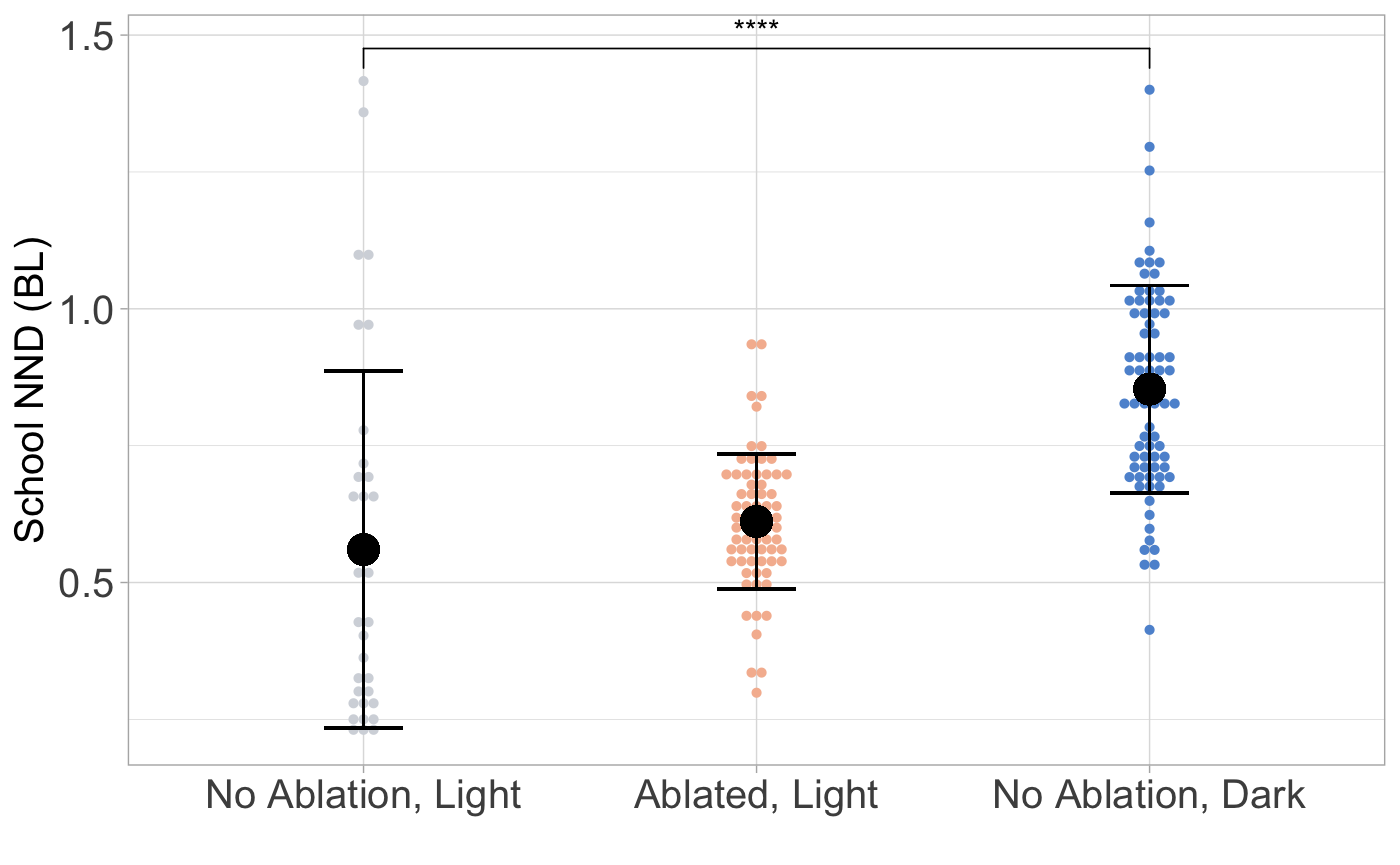 ****
1.5
1.0
0.5
School NND (BL)
No Ablation, Light
Ablated, Light
No Ablation, Dark